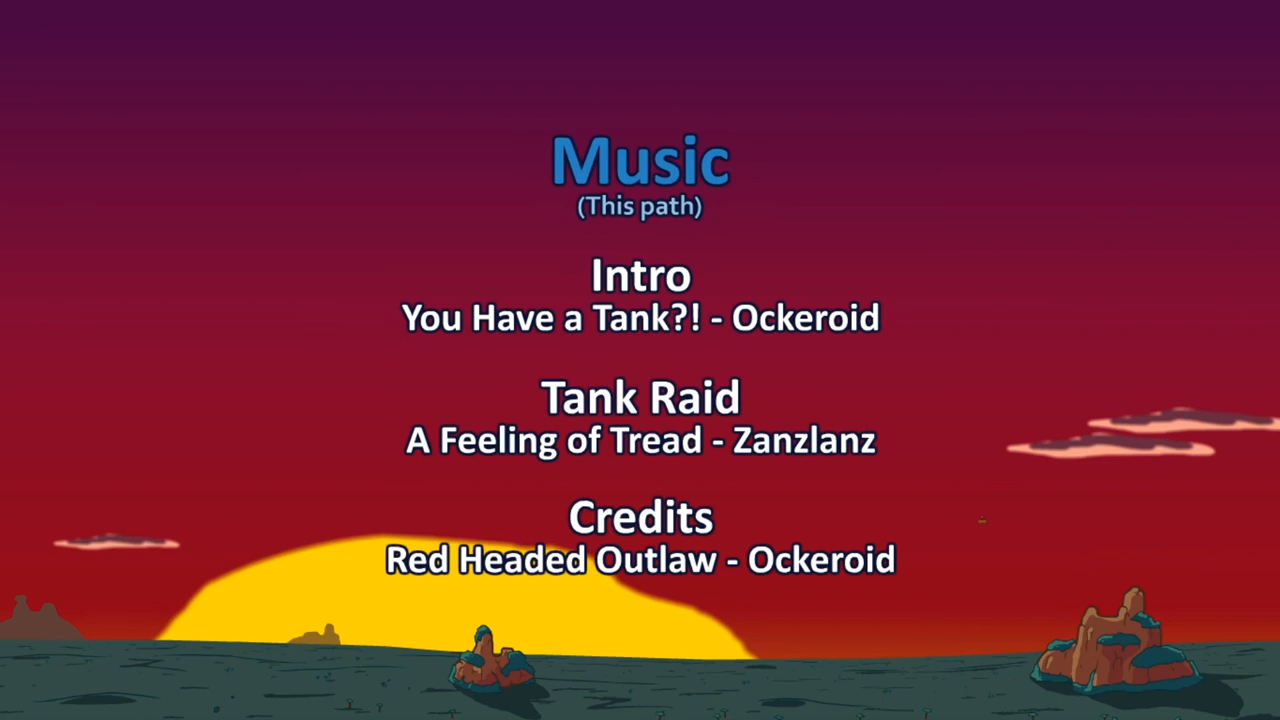 Music
(This path)
Intro
You Have a Tank?! - Ockeroid
Tank Raid
A Feeling of Tread - Zanzlanz
Credits
Red Headed Outlaw - Ockeroid